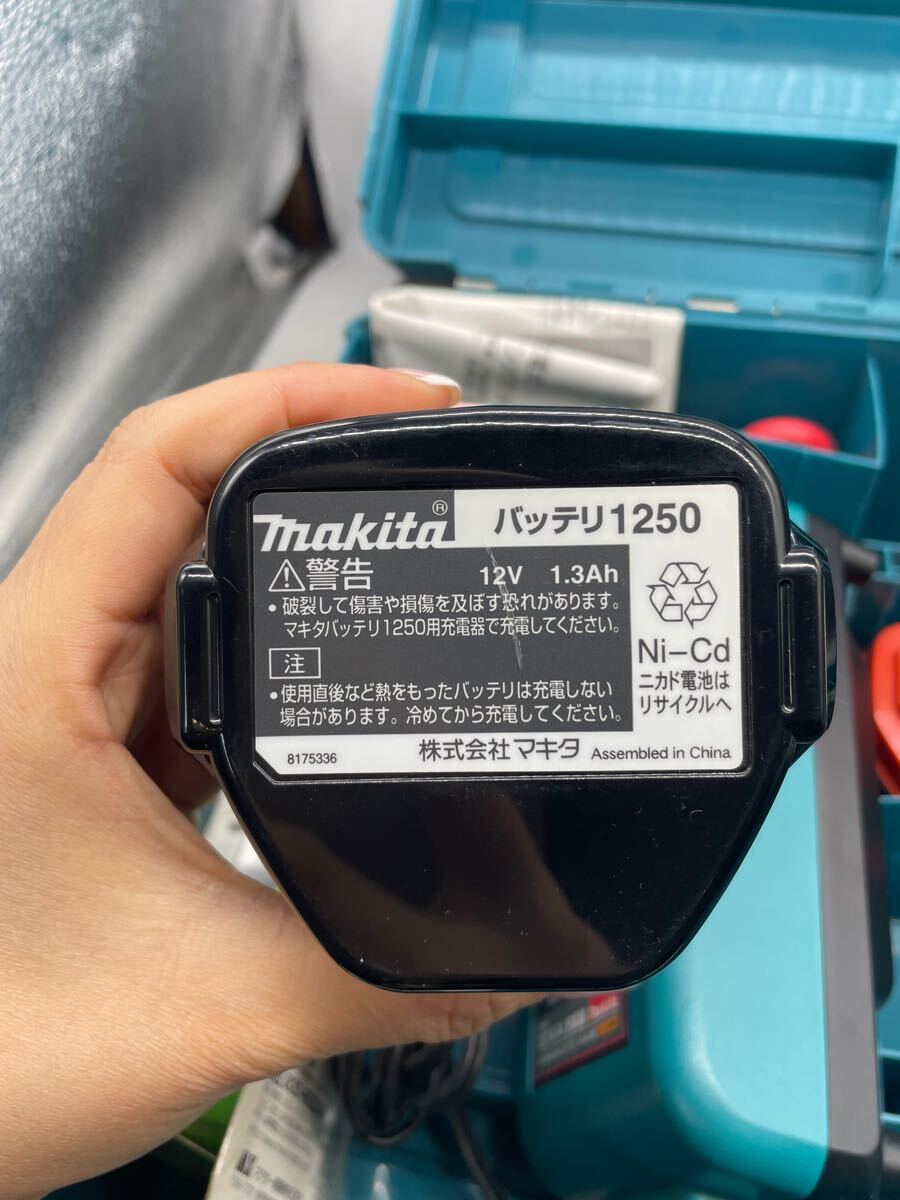 makita® バッテリ1250
⚠警告 12V 1.3Ah
• 破裂して傷害や損傷を及ぼす恐れがあります。
マキタバッテリ1250用充電器で充電してください。
注
• 使用直後など熱をもったバッテリは充電しない
場合があります。冷めてから充電してください。
Ni-Cd
ニカド電池は
リサイクルへ
8175336 株式会社マキタ Assembled in China